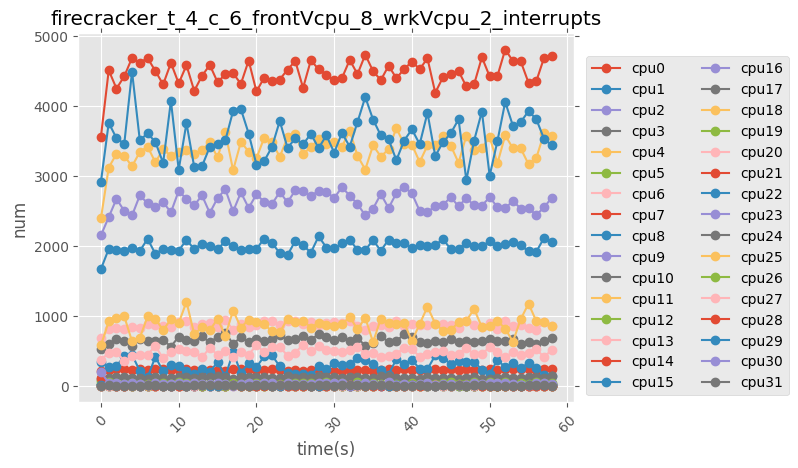 firecracker_t_4_c_6_frontVcpu_8_wrkVcpu_2_interrupts
5000
4000
3000
2000
1000
0
num
0
10
20
30
40
50
60
time(s)
cpu0
cpu1
cpu2
cpu3
cpu4
cpu5
cpu6
cpu7
cpu8
cpu9
cpu10
cpu11
cpu12
cpu13
cpu14
cpu15
cpu16
cpu17
cpu18
cpu19
cpu20
cpu21
cpu22
cpu23
cpu24
cpu25
cpu26
cpu27
cpu28
cpu29
cpu30
cpu31